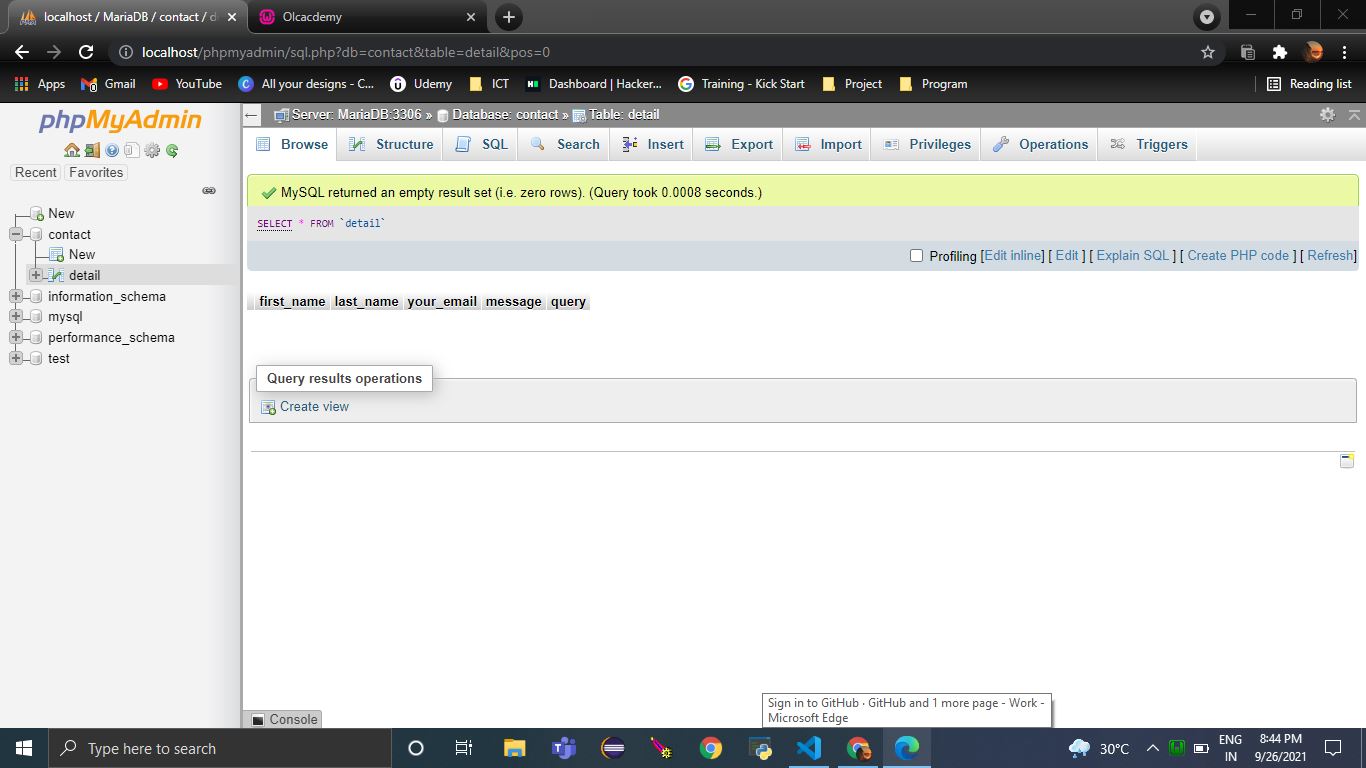 localhost / MariaDB / contact / d
Olcacdemy
localhost/phpmyadmin/sql.php?db=contact&table=detail&pos=0
Apps
Gmail
YouTube
All your designs - C...
Udemy
ICT
Dashboard | Hacker...
Training - Kick Start
Project
Program
Reading list
phpMyAdmin
Recent
Favorites
New
contact
New
detail
information_schema
mysql
performance_schema
test
Server: MariaDB:3306 » Database: contact » Table: detail
Browse
Structure
SQL
Search
Insert
Export
Import
Privileges
Operations
Triggers
MySQL returned an empty result set (i.e. zero rows). (Query took 0.0008 seconds.)
SELECT * FROM `detail`
Profiling [Edit inline] [ Edit ] [ Explain SQL ] [ Create PHP code ] [ Refresh]
first_name last_name your_email message query
Query results operations
Create view
Console
Sign in to GitHub · GitHub and 1 more page - Work -
Microsoft Edge
Type here to search
30°C
ENG
IN
8:44 PM
9/26/2021